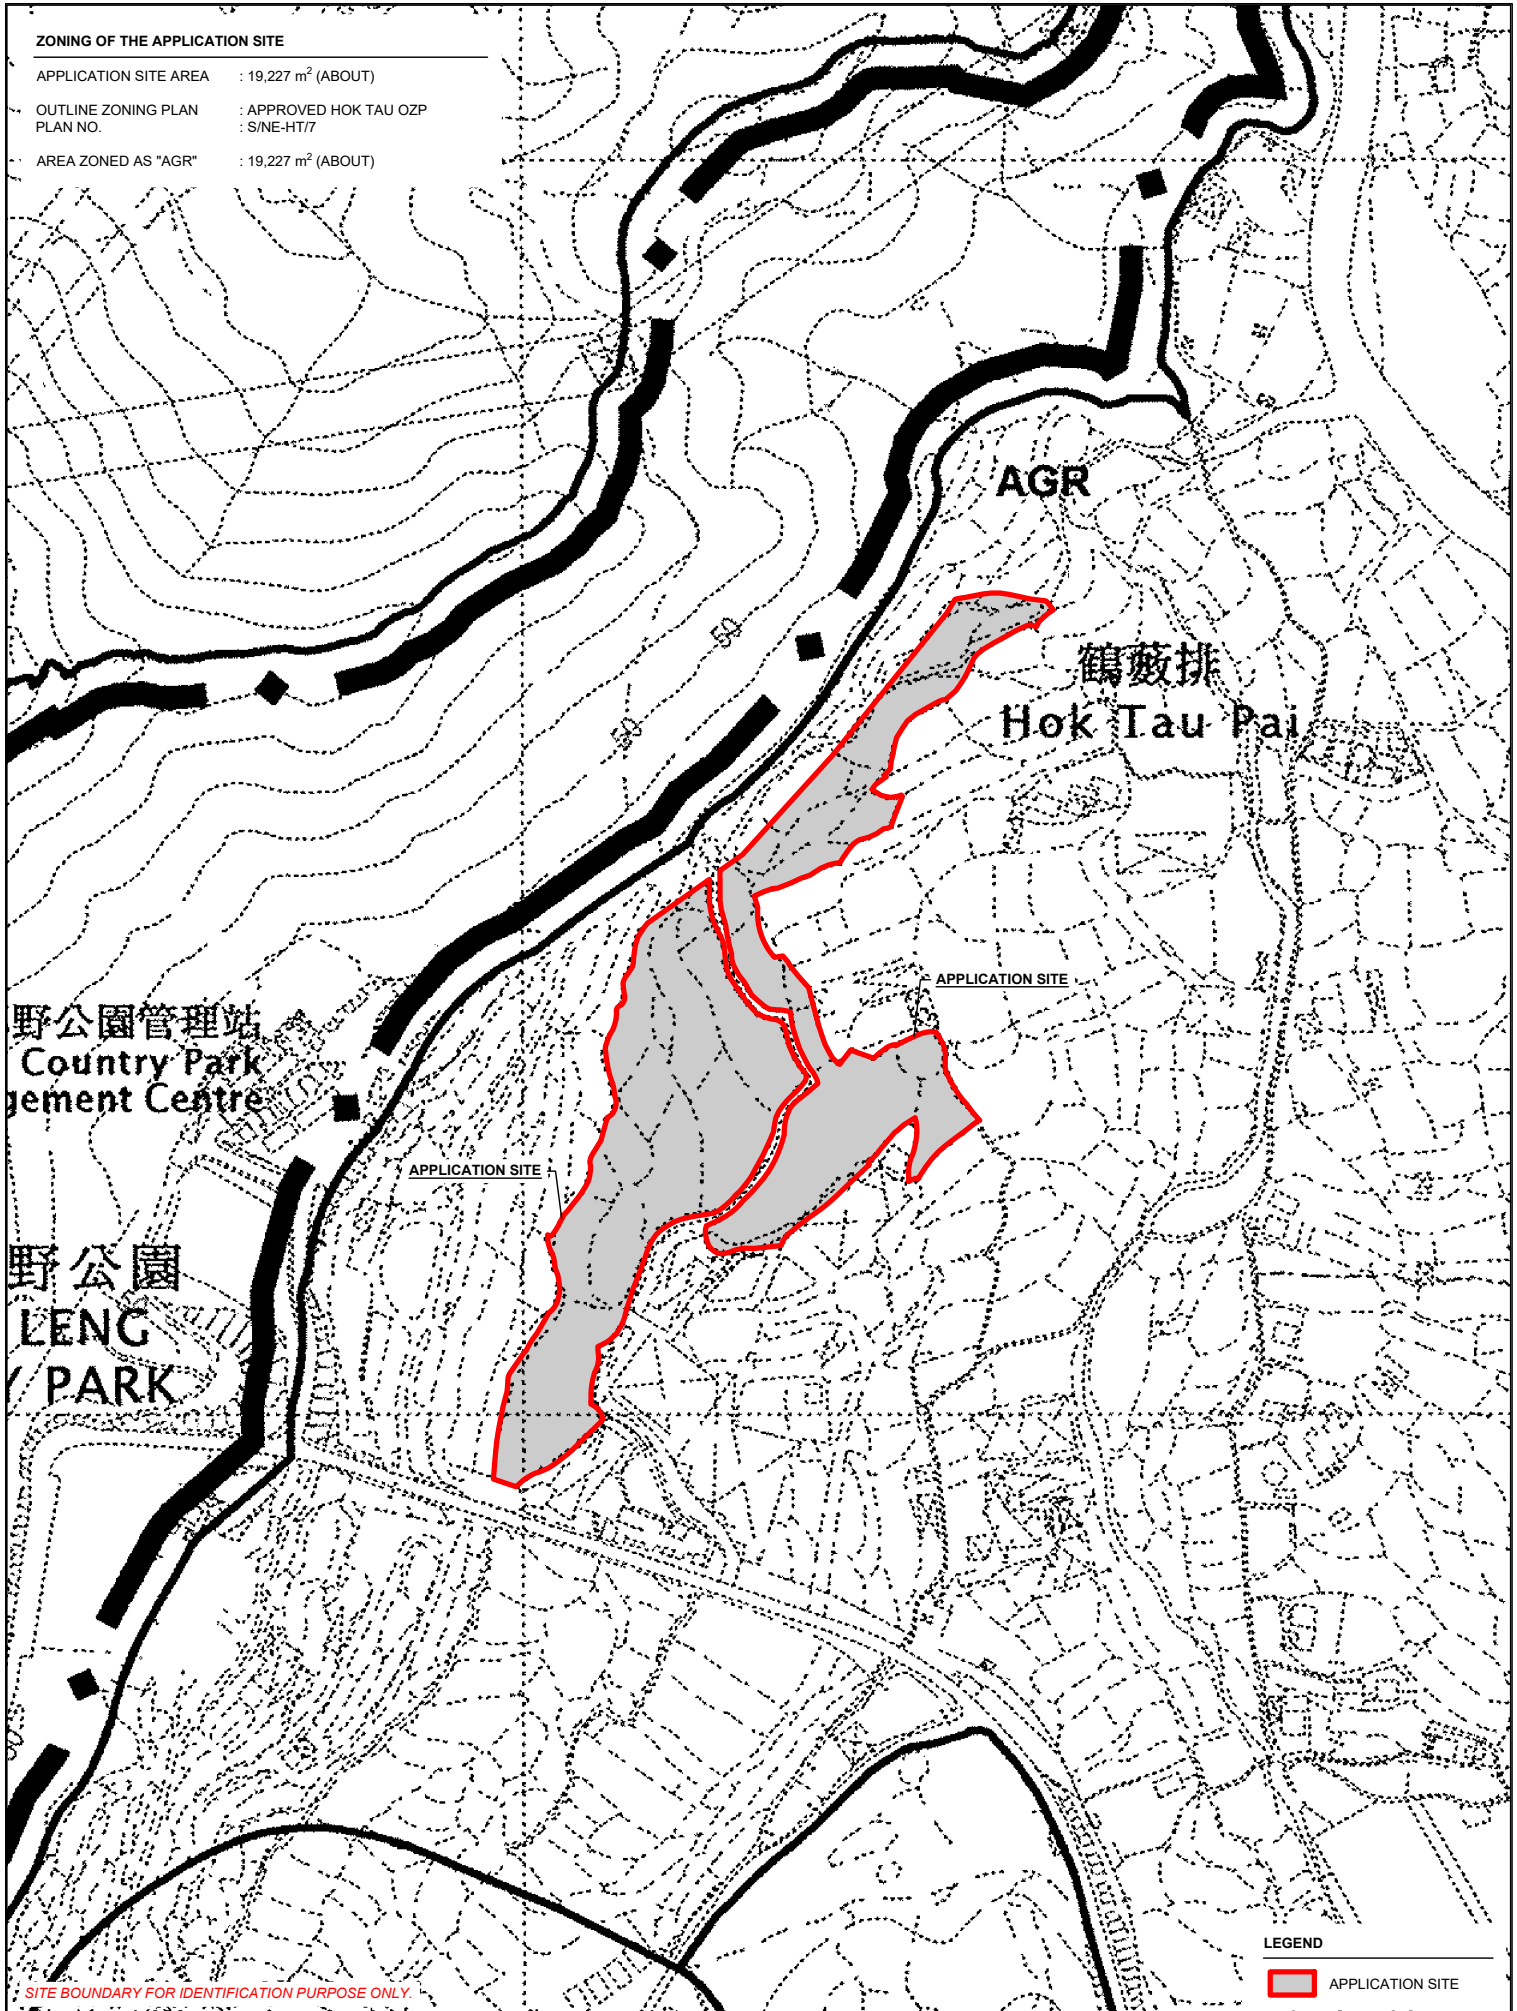 ZONING OF THE APPLICATION SITE
APPLICATION SITE AREA : 19,227 m² (ABOUT)
OUTLINE ZONING PLAN : APPROVED HOK TAU OZP
PLAN NO. : S/NE-HT/7
AREA ZONED AS "AGR" : 19,227 m² (ABOUT)
AGR
50
鶴藪排
Hok Tau Pai
50
APPLICATION SITE
野公園管理站
Country Park
gement Centre
APPLICATION SITE
野公園
LENG
Y PARK
LEGEND
APPLICATION SITE
SITE BOUNDARY FOR IDENTIFICATION PURPOSE ONLY.